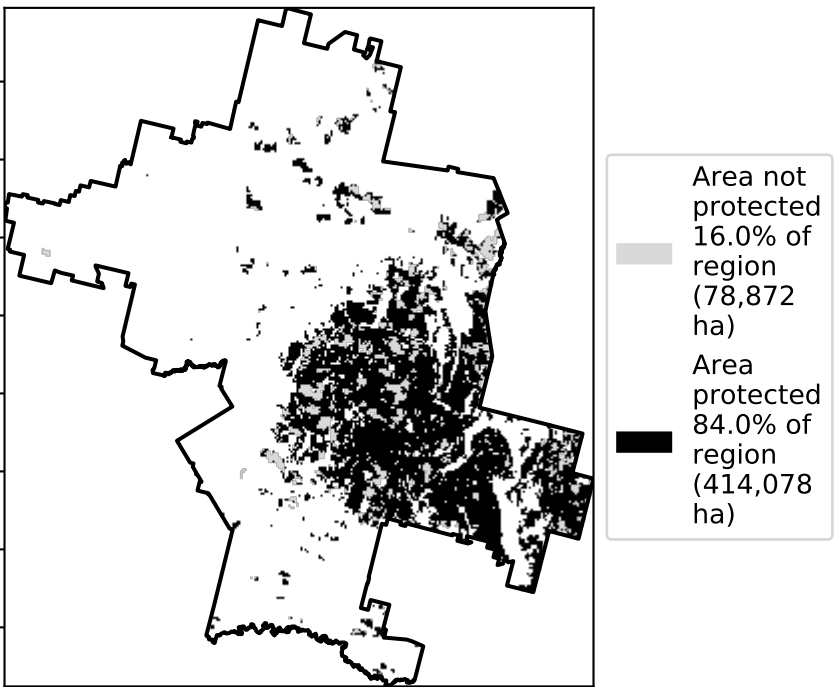 Area not
protected
16.0% of
region
(78,872
ha)
Area
protected
84.0% of
region
(414,078
ha)